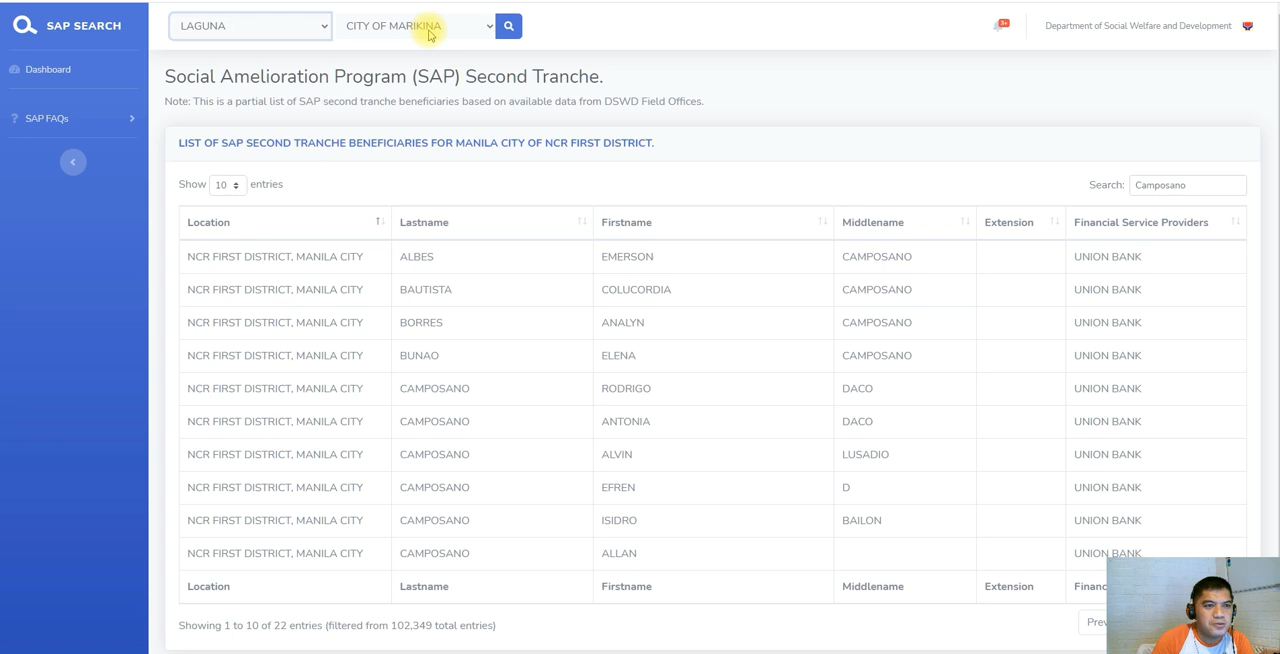 SAP SEARCH
LAGUNA
CITY OF MARIKINA
3+
Department of Social Welfare and Development
Dashboard
SAP FAQs
Social Amelioration Program (SAP) Second Tranche.
Note: This is a partial list of SAP second tranche beneficiaries based on available data from DSWD Field Offices.
LIST OF SAP SECOND TRANCHE BENEFICIARIES FOR MANILA CITY OF NCR FIRST DISTRICT.
Show 10 entries
Search: Camposano
Location Lastname Firstname Middlename Extension Financial Service Providers
NCR FIRST DISTRICT, MANILA CITY ALBES EMERSON CAMPOSANO UNION BANK
NCR FIRST DISTRICT, MANILA CITY BAUTISTA COLUCORDIA CAMPOSANO UNION BANK
NCR FIRST DISTRICT, MANILA CITY BORRES ANALYN CAMPOSANO UNION BANK
NCR FIRST DISTRICT, MANILA CITY BUNAO ELENA CAMPOSANO UNION BANK
NCR FIRST DISTRICT, MANILA CITY CAMPOSANO RODRIGO DACO UNION BANK
NCR FIRST DISTRICT, MANILA CITY CAMPOSANO ANTONIA DACO UNION BANK
NCR FIRST DISTRICT, MANILA CITY CAMPOSANO ALVIN LUSADIO UNION BANK
NCR FIRST DISTRICT, MANILA CITY CAMPOSANO EFREN D UNION BANK
NCR FIRST DISTRICT, MANILA CITY CAMPOSANO ISIDRO BAILON UNION BANK
NCR FIRST DISTRICT, MANILA CITY CAMPOSANO ALLAN UNION BANK
Location Lastname Firstname Middlename Extension Financ
Showing 1 to 10 of 22 entries (filtered from 102,349 total entries)
Prev